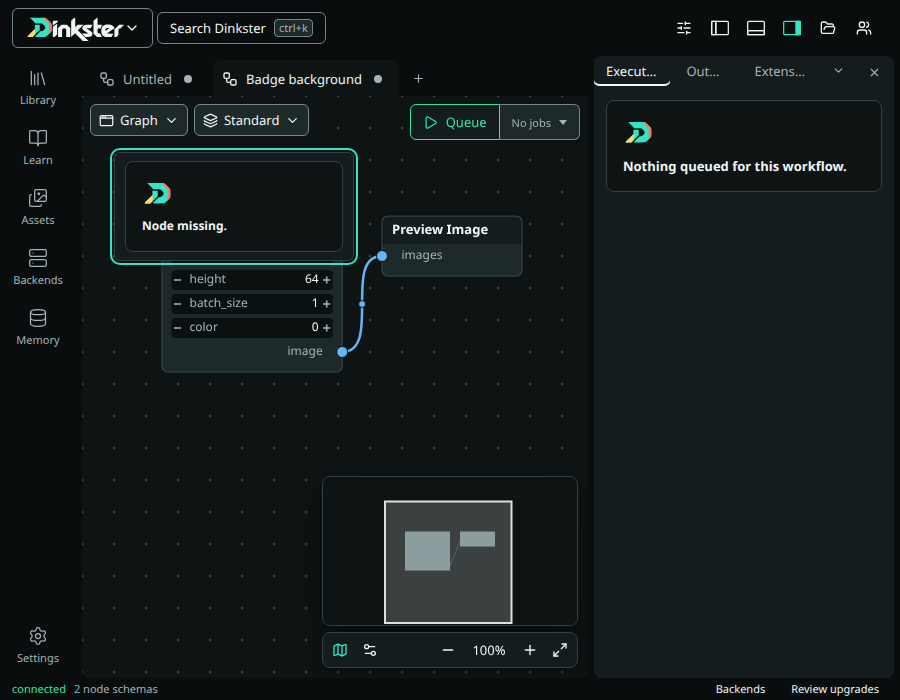 Dinkster
Search Dinkster ctrl+k
Library
Learn
Assets
Backends
Memory
Settings
Untitled
Badge background
Graph
Standard
Queue
No jobs
Node missing.
height 64
batch_size 1
color 0
image
Preview Image
images
100%
Execut...
Out...
Extens...
Nothing queued for this workflow.
connected 2 node schemas
Backends
Review upgrades